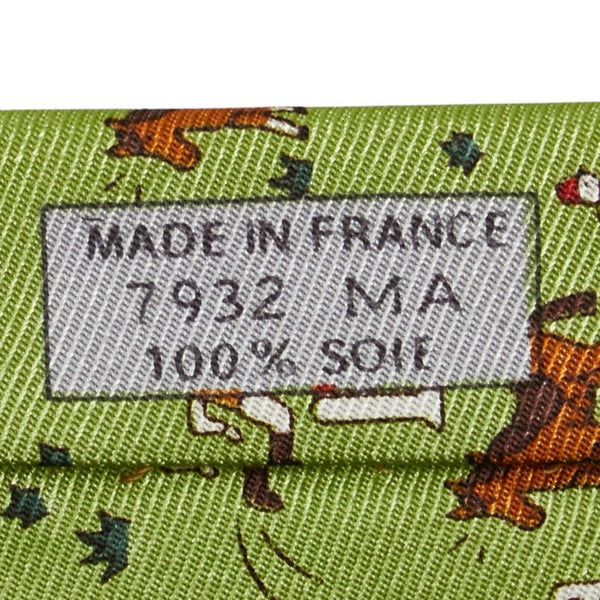 MADE IN FRANCE
7932 MA
100% SOIE